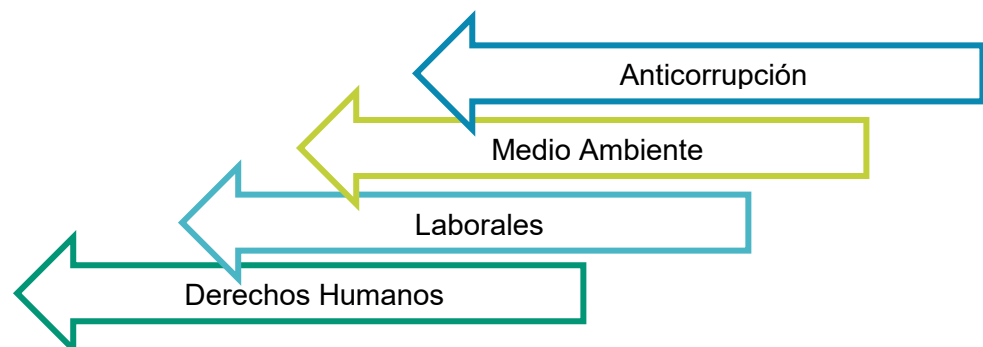 Anticorrupción
Medio Ambiente
Laborales
Derechos Humanos